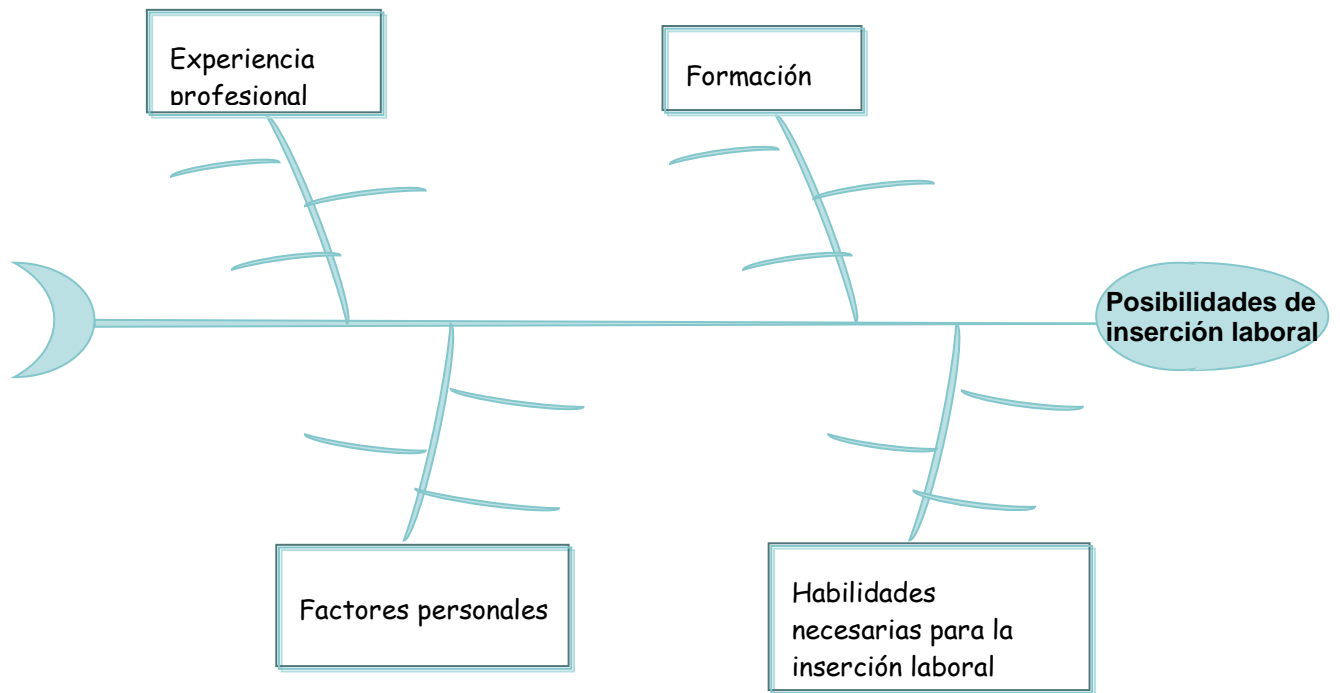 Experiencia
profesional
Formación
Posibilidades de
inserción laboral
Factores personales
Habilidades
necesarias para la
inserción laboral